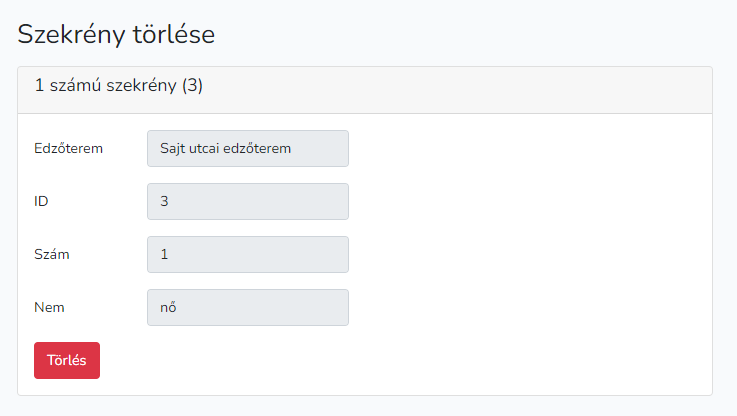 Szekrény törlése
1 számú szekrény (3)
Edzőterem Sajt utcai edzőterem
ID 3
Szám 1
Nem nő
Törlés